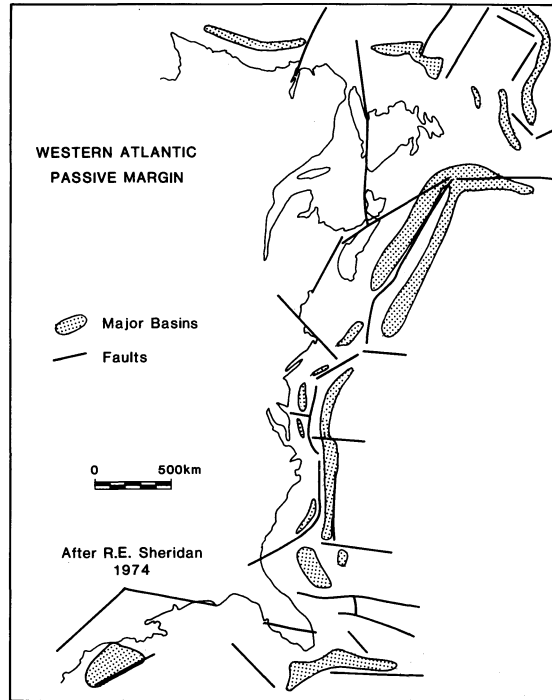 WESTERN ATLANTIC
PASSIVE MARGIN
Major Basins
Faults
0 500km
After R.E. Sheridan
1974